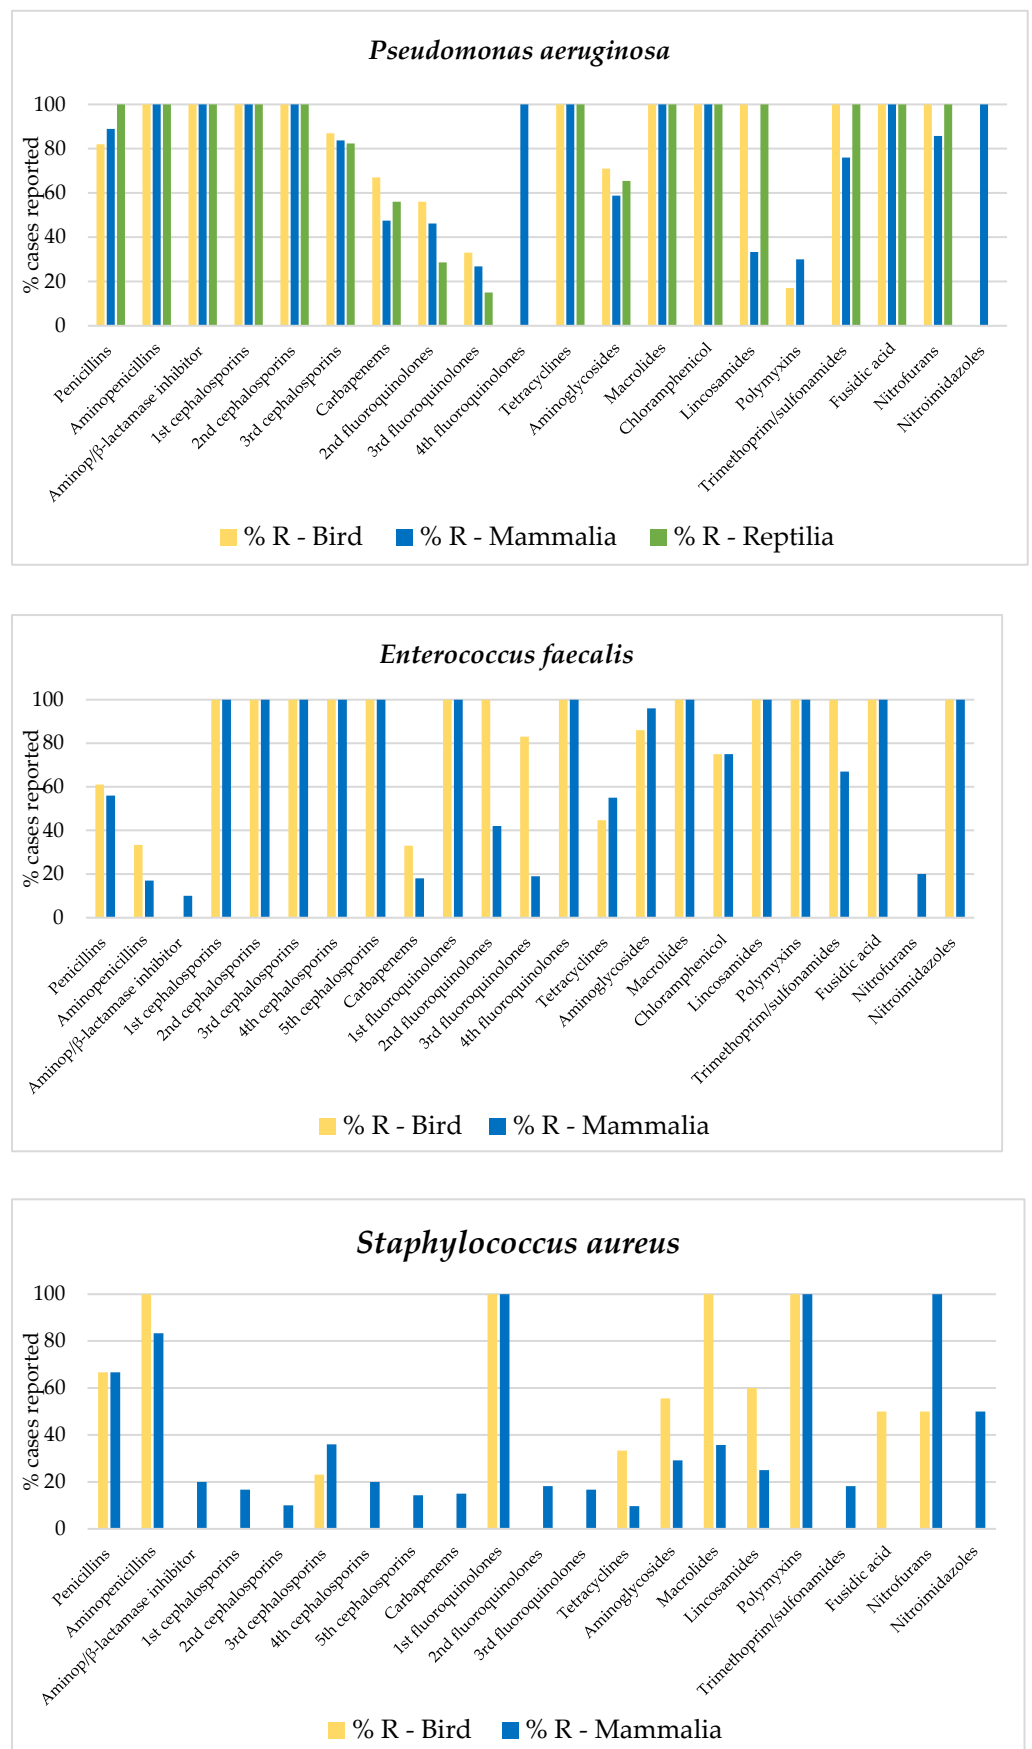 Pseudomonas aeruginosa
% cases reported
100
80
60
40
20
0
Penicillins
Aminopenicillins
Aminop/β-lactamase inhibitor
1st cephalosporins
2nd cephalosporins
3rd cephalosporins
Carbapenems
2nd fluoroquinolones
3rd fluoroquinolones
4th fluoroquinolones
Tetracyclines
Aminoglycosides
Macrolides
Chloramphenicol
Lincosamides
Polymyxins
Trimethoprim/sulfonamides
Fusidic acid
Nitrofurans
Nitroimidazoles
% R - Bird % R - Mammalia % R - Reptilia
Enterococcus faecalis
% cases reported
100
80
60
40
20
0
Penicillins
Aminopenicillins
Aminop/β-lactamase inhibitor
1st cephalosporins
2nd cephalosporins
3rd cephalosporins
4th cephalosporins
5th cephalosporins
Carbapenems
1st fluoroquinolones
2nd fluoroquinolones
3rd fluoroquinolones
4th fluoroquinolones
Tetracyclines
Aminoglycosides
Macrolides
Chloramphenicol
Lincosamides
Polymyxins
Trimethoprim/sulfonamides
Fusidic acid
Nitrofurans
Nitroimidazoles
% R - Bird % R - Mammalia
Staphylococcus aureus
% cases reported
100
80
60
40
20
0
Penicillins
Aminopenicillins
Aminop/β-lactamase inhibitor
1st cephalosporins
2nd cephalosporins
3rd cephalosporins
4th cephalosporins
5th cephalosporins
Carbapenems
1st fluoroquinolones
2nd fluoroquinolones
3rd fluoroquinolones
Tetracyclines
Aminoglycosides
Macrolides
Lincosamides
Polymyxins
Trimethoprim/sulfonamides
Fusidic acid
Nitrofurans
Nitroimidazoles
% R - Bird % R - Mammalia